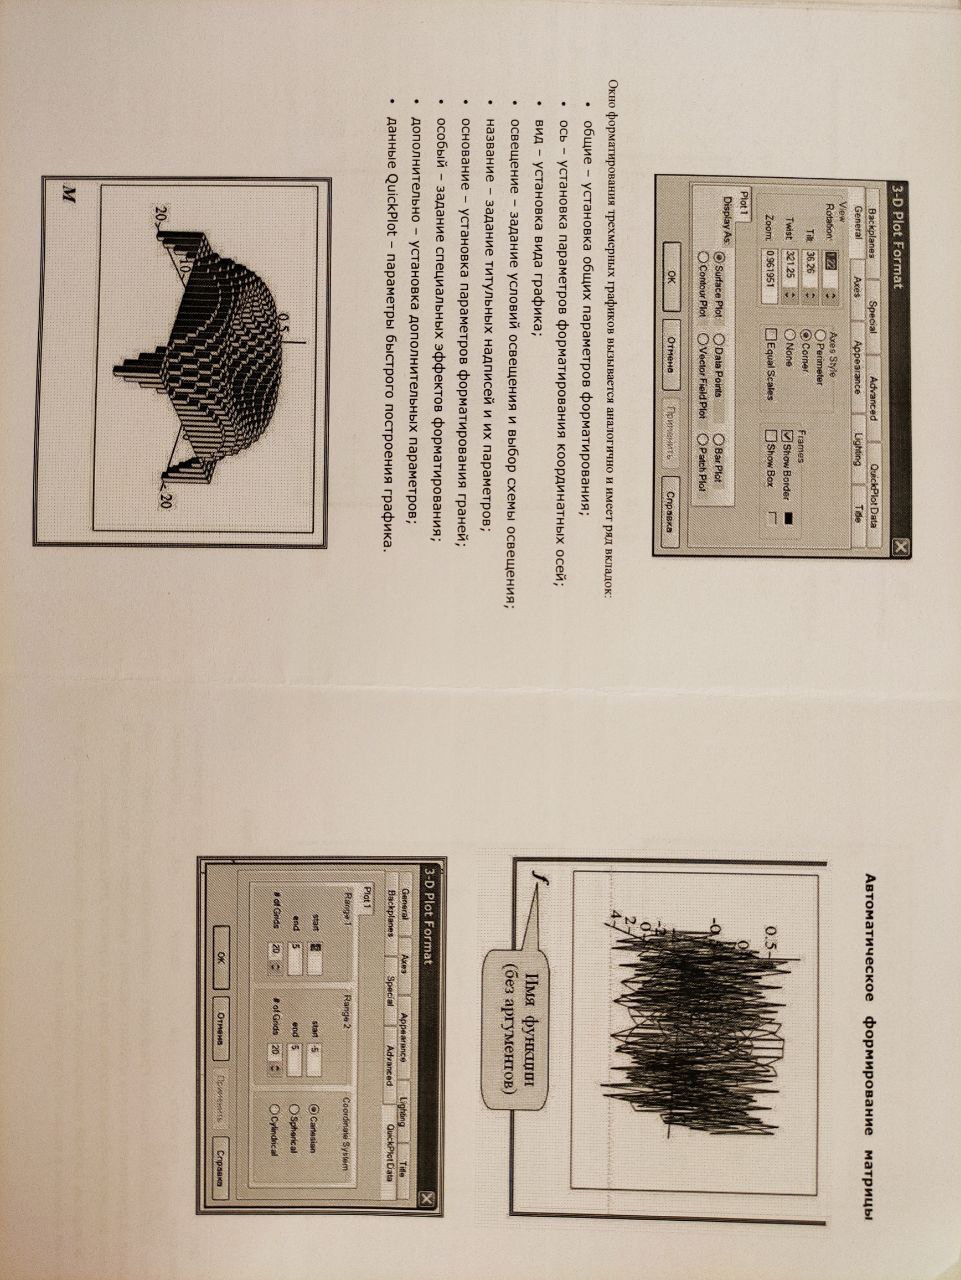 3-D Plot Format
Backplanes Special Advanced QuickPlot Data
General Axes Appearance Lighting Title
View
Rotation:
Tilt: 36.26
Twist: 321.25
Zoom: 0.961951
Axes Style
Perimeter
Corner
None
Equal Scales
Frames
Show Border
Show Box
Plot 1
Display As:
Surface Plot Data Points Bar Plot
Contour Plot Vector Field Plot Patch Plot
OK Отмена Применить Справка
Окно форматирования трехмерных графиков вызывается аналогично и имеет ряд вкладок:
• общие – установка общих параметров форматирования;
• ось – установка параметров форматирования координатных осей;
• вид – установка вида графика;
• освещение – задание условий освещения и выбор схемы освещения;
• название – задание титульных надписей и их параметров;
• основание – установка параметров форматирования граней;
• особый – задание специальных эффектов форматирования;
• дополнительно – установка дополнительных параметров;
• данные QuickPlot – параметры быстрого построения графика.
0.5
20
10
0
20
M
Автоматическое формирование матрицы
0.5
0
-2
0
2
4
f
Имя функции
(без аргументов)
3-D Plot Format
General Axes Appearance Lighting Title
Backplanes Special Advanced QuickPlot Data
Plot 1
Range 1
start
end 5
# of Grids 20
Range 2
start -5
end 5
# of Grids 20
Coordinate System
Cartesian
Spherical
Cylindrical
OK Отмена Применить Справка